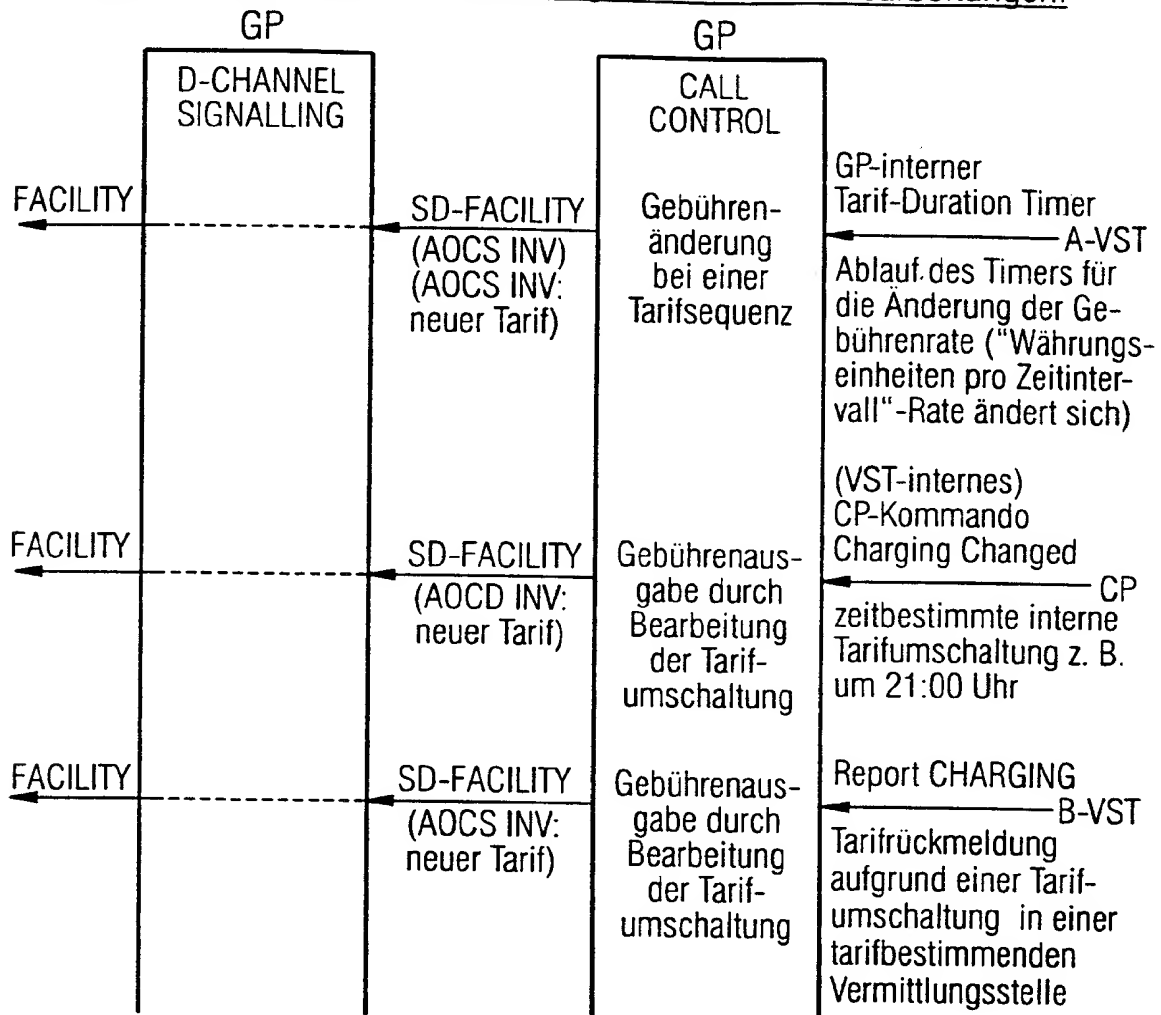 GP
D-CHANNEL
SIGNALLING
GP
CALL
CONTROL
FACILITY
SD-FACILITY
(AOCS INV)
(AOCS INV:
neuer Tarif)
Gebühren-
änderung
bei einer
Tarifsequenz
GP-interner
Tarif-Duration Timer
A-VST
Ablauf des Timers für
die Änderung der Ge-
bührenrate ("Währungs-
einheiten pro Zeitinter-
vall"-Rate ändert sich)
FACILITY
SD-FACILITY
(AOCD INV:
neuer Tarif)
Gebührenaus-
gabe durch
Bearbeitung
der Tarif-
umschaltung
(VST-internes)
CP-Kommando
Charging Changed
CP
zeitbestimmte interne
Tarifumschaltung z. B.
um 21:00 Uhr
FACILITY
SD-FACILITY
(AOCS INV:
neuer Tarif)
Gebührenaus-
gabe durch
Bearbeitung
der Tarif-
umschaltung
Report CHARGING
B-VST
Tarifrückmeldung
aufgrund einer Tarif-
umschaltung in einer
tarifbestimmenden
Vermittlungsstelle